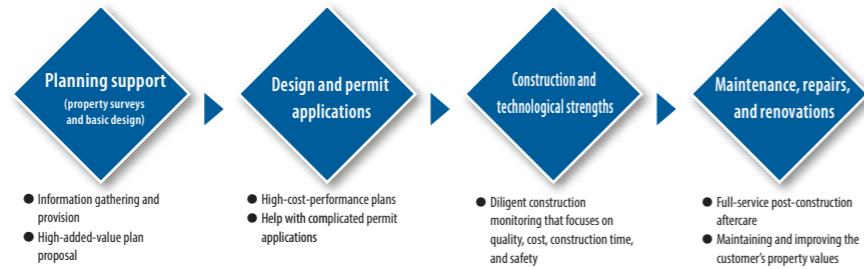 Planning support
(property surveys
and basic design)
Design and permit
applications
Construction and
technological strengths
Maintenance, repairs,
and renovations
● Information gathering and
provision
● High-added-value plan
proposal
● High-cost-performance plans
● Help with complicated permit
applications
● Diligent construction
monitoring that focuses on
quality, cost, construction time,
and safety
● Full-service post-construction
aftercare
● Maintaining and improving the
customer's property values